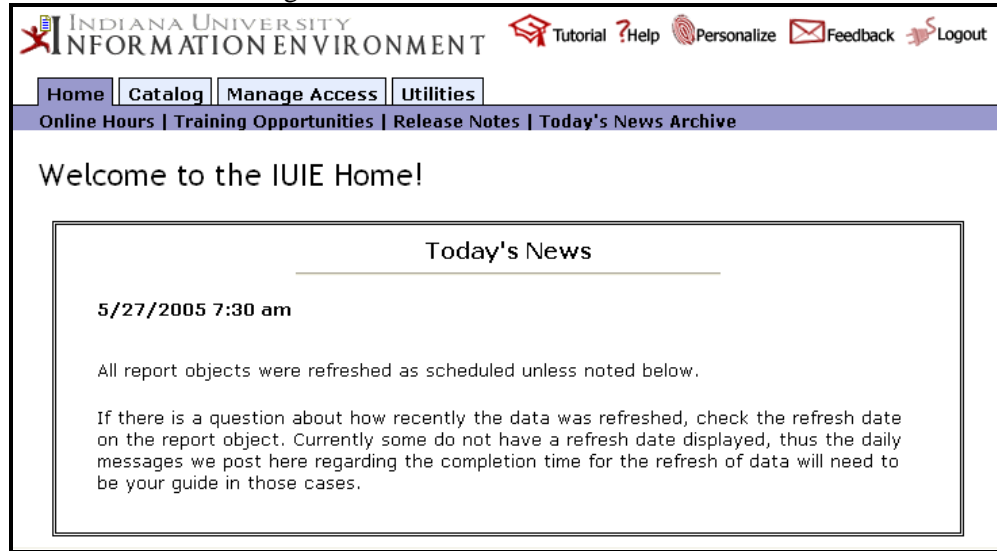 INDIANA UNIVERSITY
INFORMATION ENVIRONMENT
Tutorial ?Help Personalize Feedback Logout
Home Catalog Manage Access Utilities
Online Hours | Training Opportunities | Release Notes | Today's News Archive
Welcome to the IUIE Home!
Today's News
5/27/2005 7:30 am
All report objects were refreshed as scheduled unless noted below.
If there is a question about how recently the data was refreshed, check the refresh date
on the report object. Currently some do not have a refresh date displayed, thus the daily
messages we post here regarding the completion time for the refresh of data will need to
be your guide in those cases.